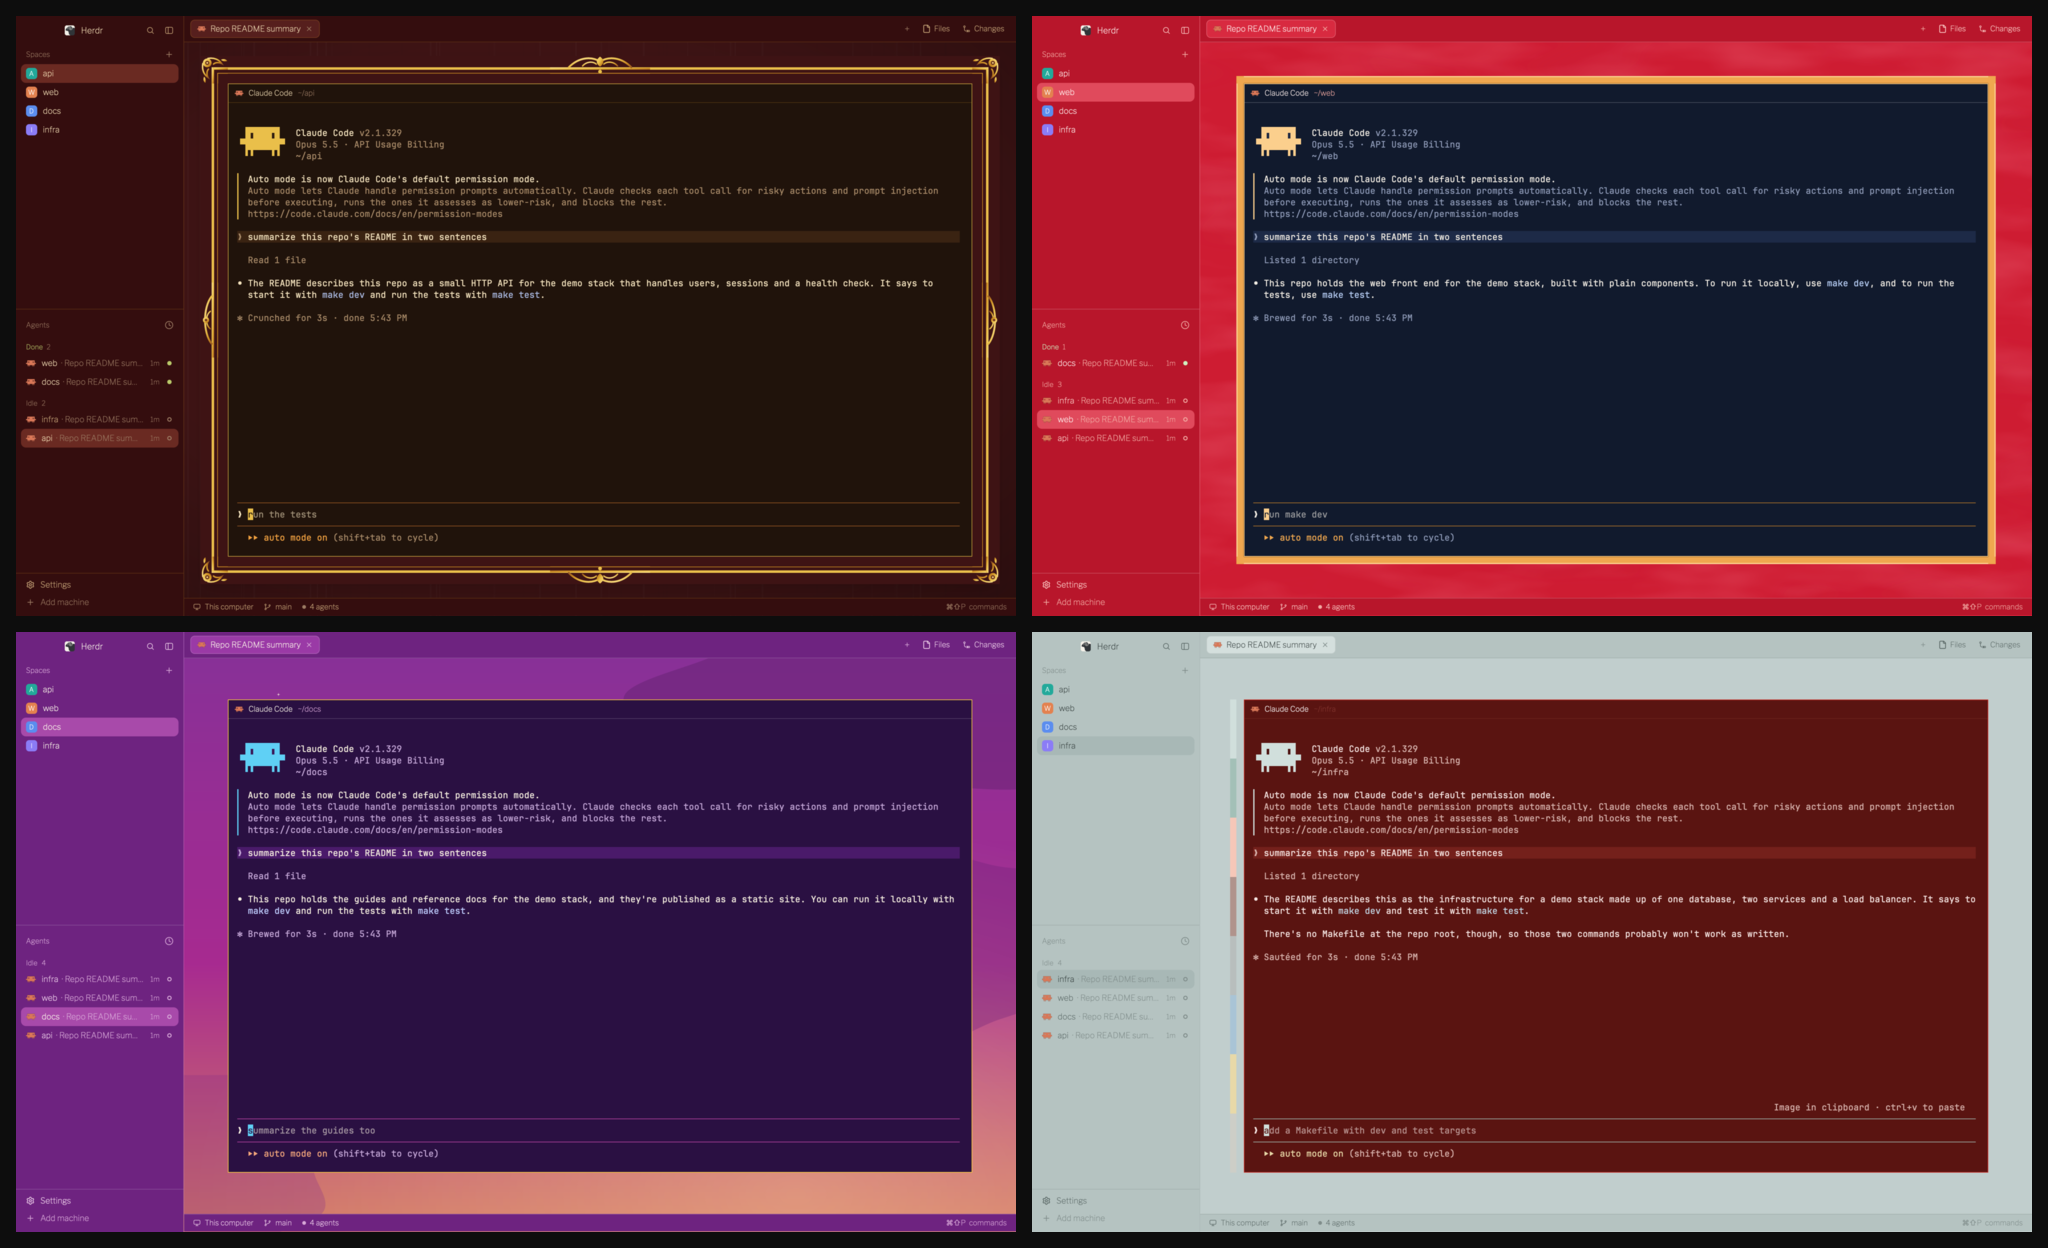 Herdr
Repo README summary ×
+ Files Changes
Spaces +
A api
W web
D docs
I infra
Claude Code ~/api
Claude Code v2.1.329
Opus 5.5 · API Usage Billing
~/api
Auto mode is now Claude Code's default permission mode.
Auto mode lets Claude handle permission prompts automatically. Claude checks each tool call for risky actions and prompt injection
before executing, runs the ones it assesses as lower-risk, and blocks the rest.
https://code.claude.com/docs/en/permission-modes
❯ summarize this repo's README in two sentences
Read 1 file
• The README describes this repo as a small HTTP API for the demo stack that handles users, sessions and a health check. It says to
start it with make dev and run the tests with make test.
✻ Crunched for 3s · done 5:43 PM
Agents
Done 2
web · Repo README sum... 1m
docs · Repo README su... 1m
Idle 2
infra · Repo README sum... 1m
api · Repo README sum... 1m
❯ run the tests
▸▸ auto mode on (shift+tab to cycle)
Settings
+ Add machine
This computer main • 4 agents
⌘⇧P commands
Herdr
Repo README summary ×
+ Files Changes
Spaces +
A api
W web
D docs
I infra
Claude Code ~/web
Claude Code v2.1.329
Opus 5.5 · API Usage Billing
~/web
Auto mode is now Claude Code's default permission mode.
Auto mode lets Claude handle permission prompts automatically. Claude checks each tool call for risky actions and prompt injection
before executing, runs the ones it assesses as lower-risk, and blocks the rest.
https://code.claude.com/docs/en/permission-modes
❯ summarize this repo's README in two sentences
Listed 1 directory
• This repo holds the web front end for the demo stack, built with plain components. To run it locally, use make dev, and to run the
tests, use make test.
✻ Brewed for 3s · done 5:43 PM
Agents
Done 1
docs · Repo README su... 1m
Idle 3
infra · Repo README sum... 1m
web · Repo README sum... 1m
api · Repo README sum... 1m
❯ run make dev
▸▸ auto mode on (shift+tab to cycle)
Settings
+ Add machine
This computer main • 4 agents
⌘⇧P commands
Herdr
Repo README summary ×
+ Files Changes
Spaces +
A api
W web
D docs
I infra
Claude Code ~/docs
Claude Code v2.1.329
Opus 5.5 · API Usage Billing
~/docs
Auto mode is now Claude Code's default permission mode.
Auto mode lets Claude handle permission prompts automatically. Claude checks each tool call for risky actions and prompt injection
before executing, runs the ones it assesses as lower-risk, and blocks the rest.
https://code.claude.com/docs/en/permission-modes
❯ summarize this repo's README in two sentences
Read 1 file
• This repo holds the guides and reference docs for the demo stack, and they're published as a static site. You can run it locally with
make dev and run the tests with make test.
✻ Brewed for 3s · done 5:43 PM
Agents
Idle 4
infra · Repo README sum... 1m
web · Repo README sum... 1m
docs · Repo README su... 1m
api · Repo README sum... 1m
❯ summarize the guides too
▸▸ auto mode on (shift+tab to cycle)
Settings
+ Add machine
This computer main • 4 agents
⌘⇧P commands
Herdr
Repo README summary ×
+ Files Changes
Spaces +
A api
W web
D docs
I infra
Claude Code ~/infra
Claude Code v2.1.329
Opus 5.5 · API Usage Billing
~/infra
Auto mode is now Claude Code's default permission mode.
Auto mode lets Claude handle permission prompts automatically. Claude checks each tool call for risky actions and prompt injection
before executing, runs the ones it assesses as lower-risk, and blocks the rest.
https://code.claude.com/docs/en/permission-modes
❯ summarize this repo's README in two sentences
Listed 1 directory
• The README describes this as the infrastructure for a demo stack made up of one database, two services and a load balancer. It says to
start it with make dev and test it with make test.
There's no Makefile at the repo root, though, so those two commands probably won't work as written.
✻ Sautéed for 3s · done 5:43 PM
Agents
Idle 4
infra · Repo README sum... 1m
web · Repo README sum... 1m
docs · Repo README su... 1m
api · Repo README sum... 1m
Image in clipboard · ctrl+v to paste
❯ add a Makefile with dev and test targets
▸▸ auto mode on (shift+tab to cycle)
Settings
+ Add machine
This computer main • 4 agents
⌘⇧P commands